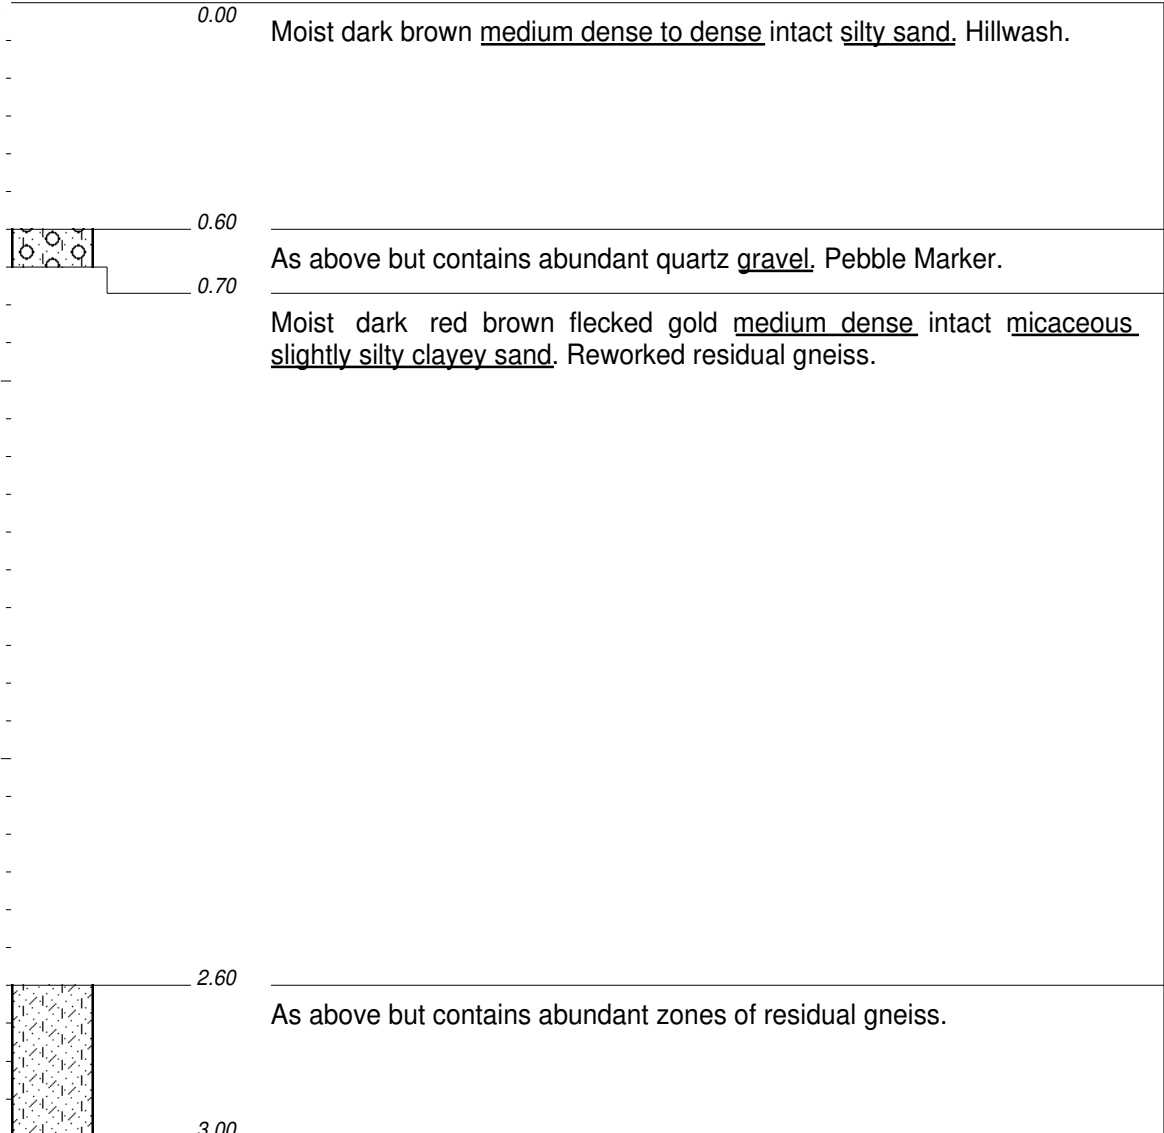 0.00
Moist dark brown medium dense to dense intact silty sand. Hillwash.
0.60
As above but contains abundant quartz gravel. Pebble Marker.
0.70
Moist dark red brown flecked gold medium dense intact micaceous
slightly silty clayey sand. Reworked residual gneiss.
2.60
As above but contains abundant zones of residual gneiss.
3.00